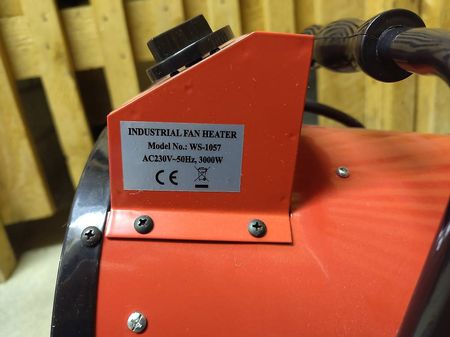 INDUSTRIAL FAN HEATER
Model No.: WS-1057
AC230V~50Hz, 3000W
CE